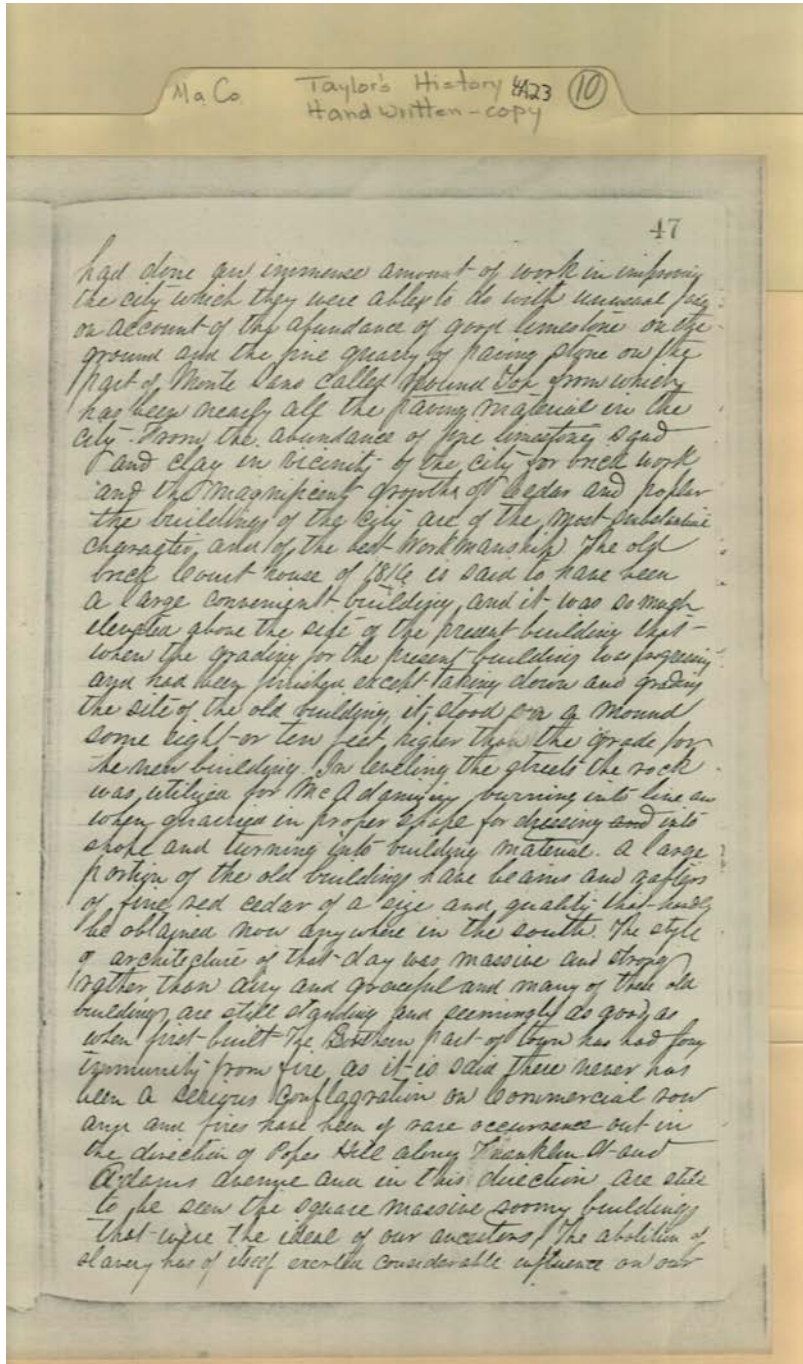 Ma Co Taylor's History 4A23 10
Handwritten - copy
47
had done an immense amount of work in improving
the city which they were able to do with unusual
on account of the abundance of good limestone on the
ground and the fine quarry of paving stone on the
part of Monte Sano called Round Top from which
has been nearly all the paving material in the
city. From the abundance of fine limestone sand
and clay in vicinity of the city for brick work
and the magnificent growths of cedar and poplar
the buildings of the city are of the most substantial
character and of the best workmanship. The old
brick Court house of 1816 is said to have been
a large convenient building, and it was so much
elevated above the site of the present building that
when the grading for the present building was progressing
and had been finished except taking down and grading
the site of the old building, it stood on a mound
some eight or ten feet higher than the grade for
he new building. In leveling the streets the rock
was utilized for McAdamizing burning into lime an
when quarried in proper shape for dressing and into
shape and turning into building material. A large
portion of the old buildings have beams and
of fine red cedar of a size and quality that hardly
be obtained now anywhere in the south. The style
of architecture of that day was massive and strong
rather than airy and graceful and many of these old
buildings are still standing and seemingly as good as
when first built The part of town has had
immunity from fire, as it is said there never has
been a serious conflagration on Commercial row
and fires have been of rare occurrence out in
the direction of Popes Hill along Franklin St and
Adams avenue and in this direction are still
to be seen the square massive roomy buildings
that were the ideal of our ancestors. The abolition of
slavery has of itself exerted considerable influence on our